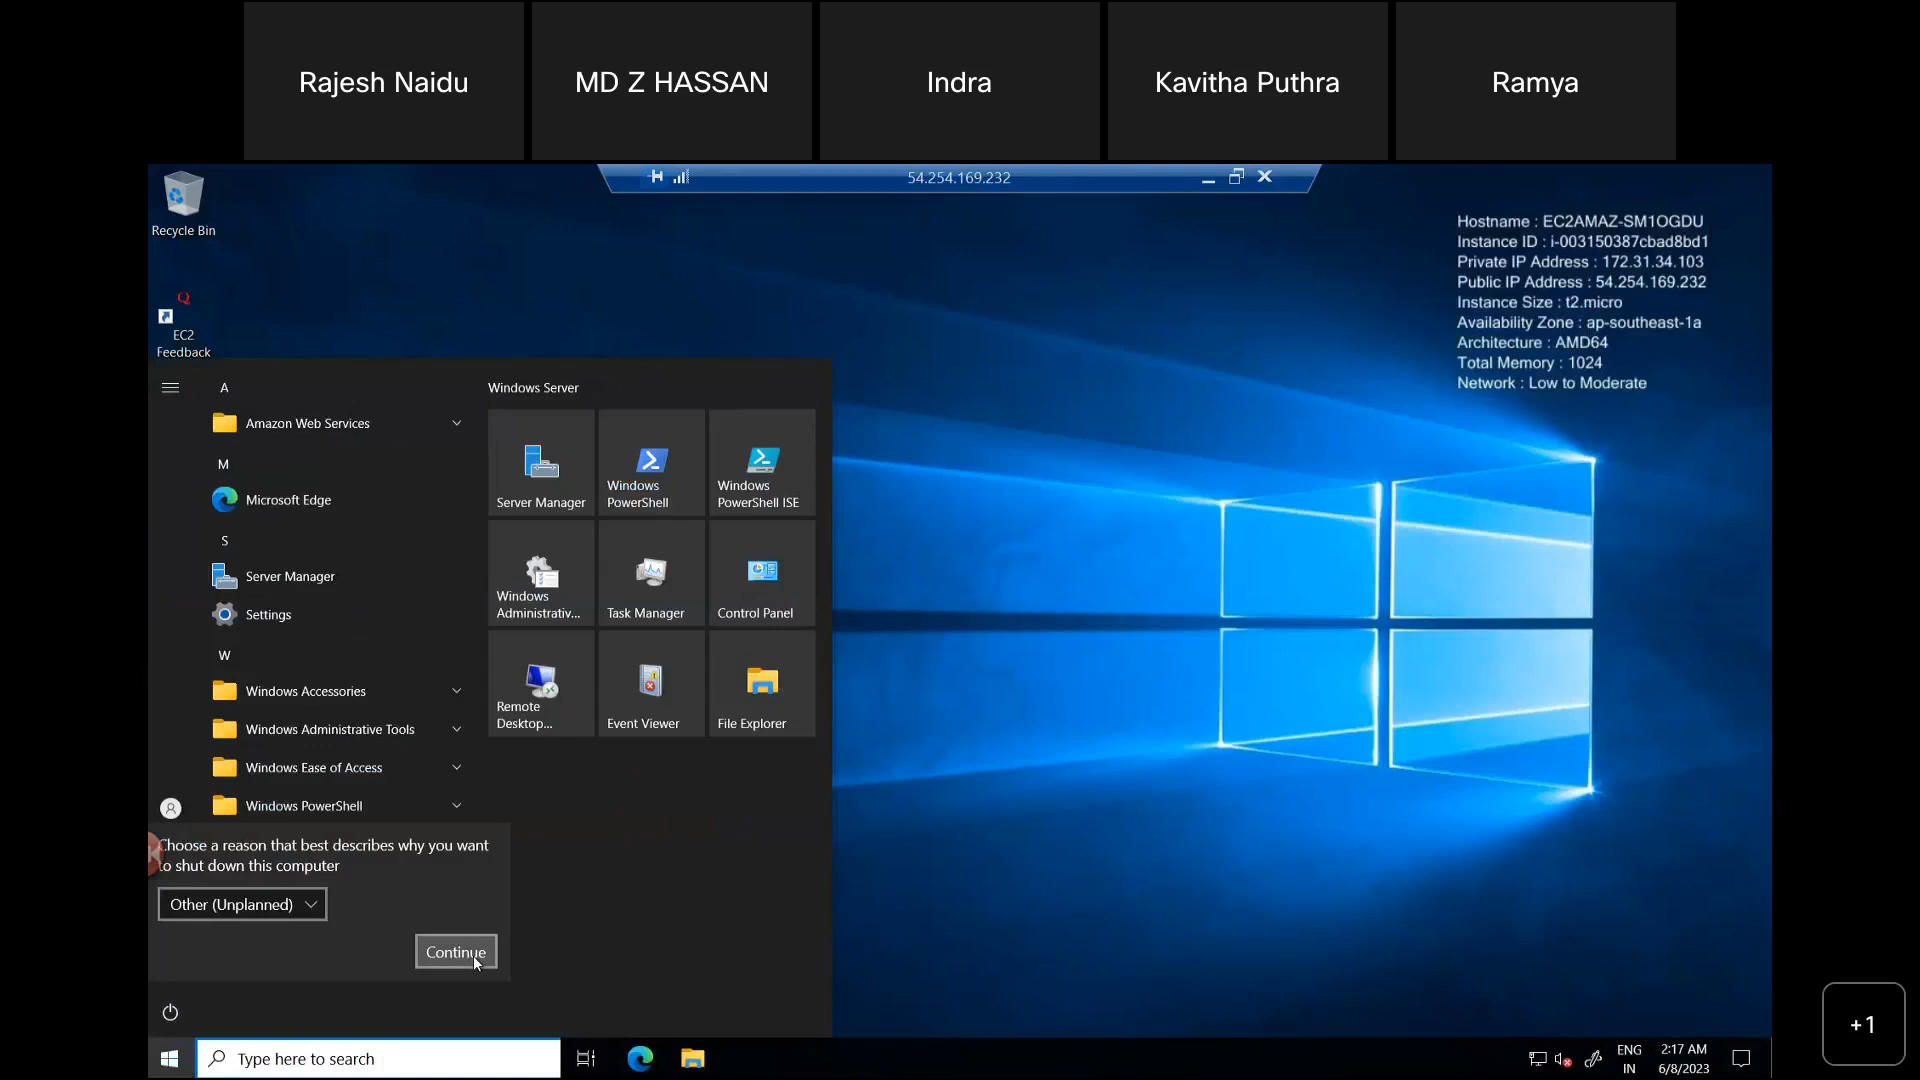 Rajesh Naidu
MD Z HASSAN
Indra
Kavitha Puthra
Ramya
54.254.169.232
Recycle Bin
Hostname : EC2AMAZ-SM1OGDU
Instance ID : i-003150387cbad8bd1
Private IP Address : 172.31.34.103
Public IP Address : 54.254.169.232
Instance Size : t2.micro
Availability Zone : ap-southeast-1a
Architecture : AMD64
Total Memory : 1024
Network : Low to Moderate
Q
EC2
Feedback
A
Amazon Web Services
M
Microsoft Edge
S
Server Manager
Settings
W
Windows Accessories
Windows Administrative Tools
Windows Ease of Access
Windows PowerShell
Windows Server
Server Manager
Windows
PowerShell
Windows
PowerShell ISE
Windows
Administrativ...
Task Manager
Control Panel
Remote
Desktop...
Event Viewer
File Explorer
Choose a reason that best describes why you want
to shut down this computer
Other (Unplanned)
Continue
Type here to search
ENG
IN
2:17 AM
6/8/2023
+1